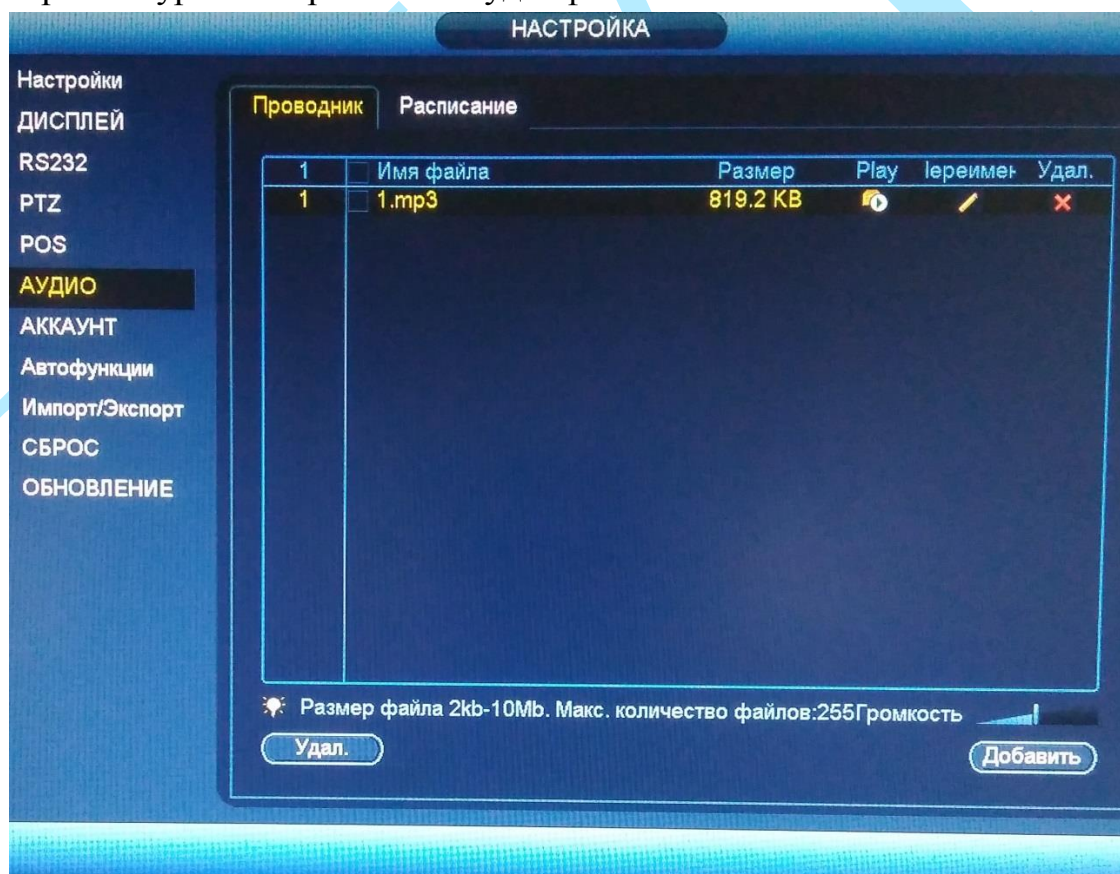 НАСТРОЙКА
Настройки
ДИСПЛЕЙ
RS232
PTZ
POS
АУДИО
АККАУНТ
Автофункции
Импорт/Экспорт
СБРОС
ОБНОВЛЕНИЕ
Проводник Расписание
1 Имя файла Размер Play Iереимен Удал.
1 1.mp3 819.2 KB
Размер файла 2kb-10Mb. Макс. количество файлов:255Громкость
Удал.
Добавить